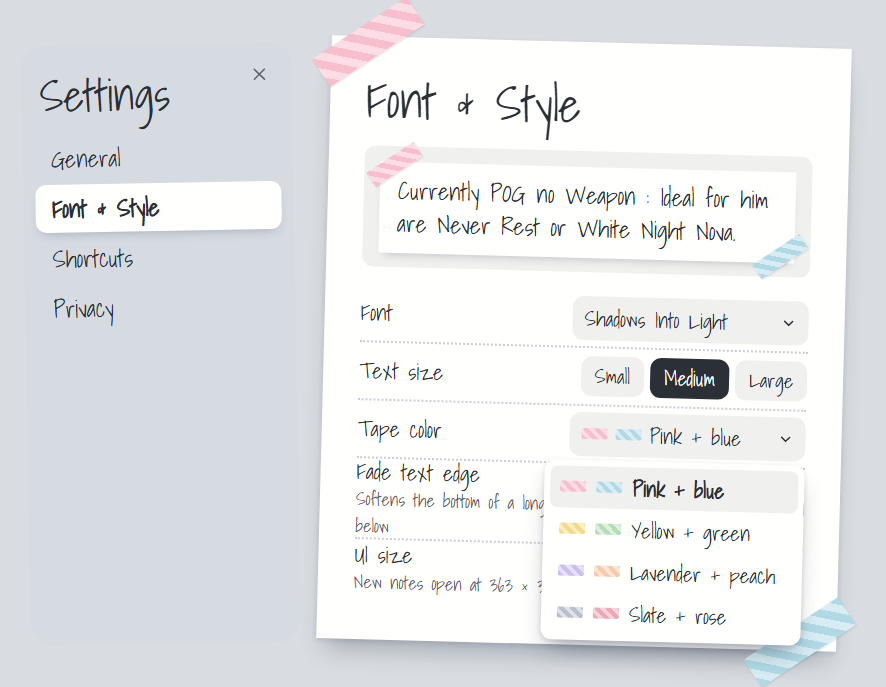 Settings
General
Font & Style
Shortcuts
Privacy
Font & Style
Currently POG no Weapon : Ideal for him
are Never Rest or White Night Nova.
Font
Shadows Into Light
Text size
Small
Medium
Large
Tape color
Pink + blue
Fade text edge
Softens the bottom of a long
below
UI size
New notes open at 363 ×
Pink + blue
Yellow + green
Lavender + peach
Slate + rose